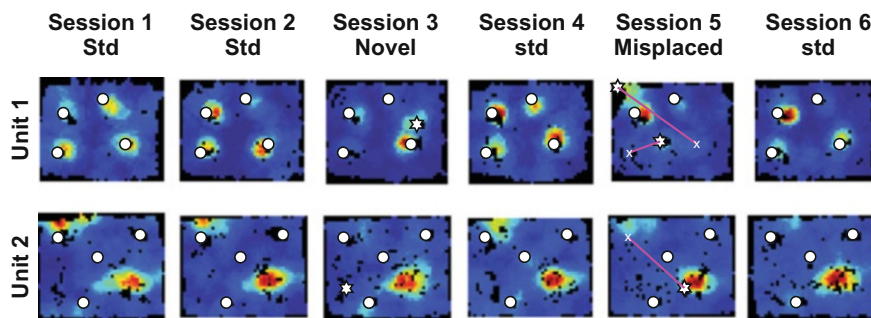 Session 1 Session 2 Session 3 Session 4 Session 5 Session 6
Std Std Novel std Misplaced std
Unit 1
x x
Unit 2
x